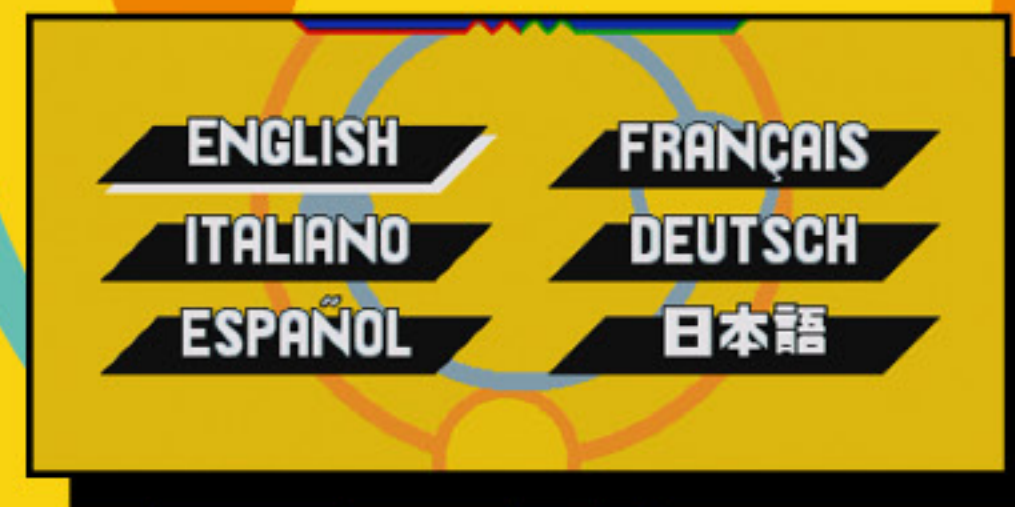 ENGLISH
FRANÇAIS
ITALIANO
DEUTSCH
ESPAÑOL
日本語